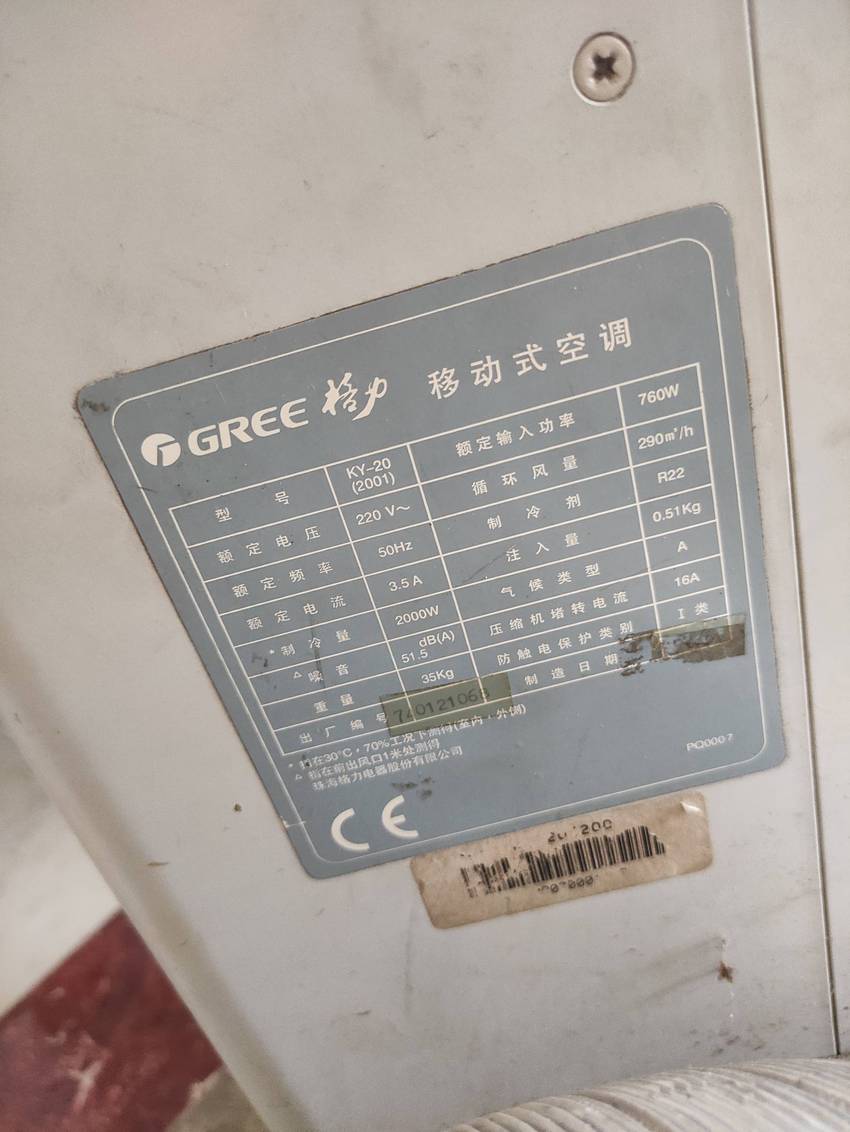 GREE 格力 移动式空调
型号 KY-20 (2001) 额定输入功率 760W
额定电压 220 V～ 循环风量 290m³/h
额定频率 50Hz 制冷剂 R22
额定电流 3.5A 注入量 0.51Kg
*制冷量 2000W 气候类型 A
△噪音 dB(A) 51.5 压缩机堵转电流 16A
重量 35Kg 防触电保护类别 I类
出厂编号 制造日期
*指在30℃，70%工况下测得(室内、外侧)
△指在前出风口1米处测得
珠海格力电器股份有限公司
PQ0007
CE